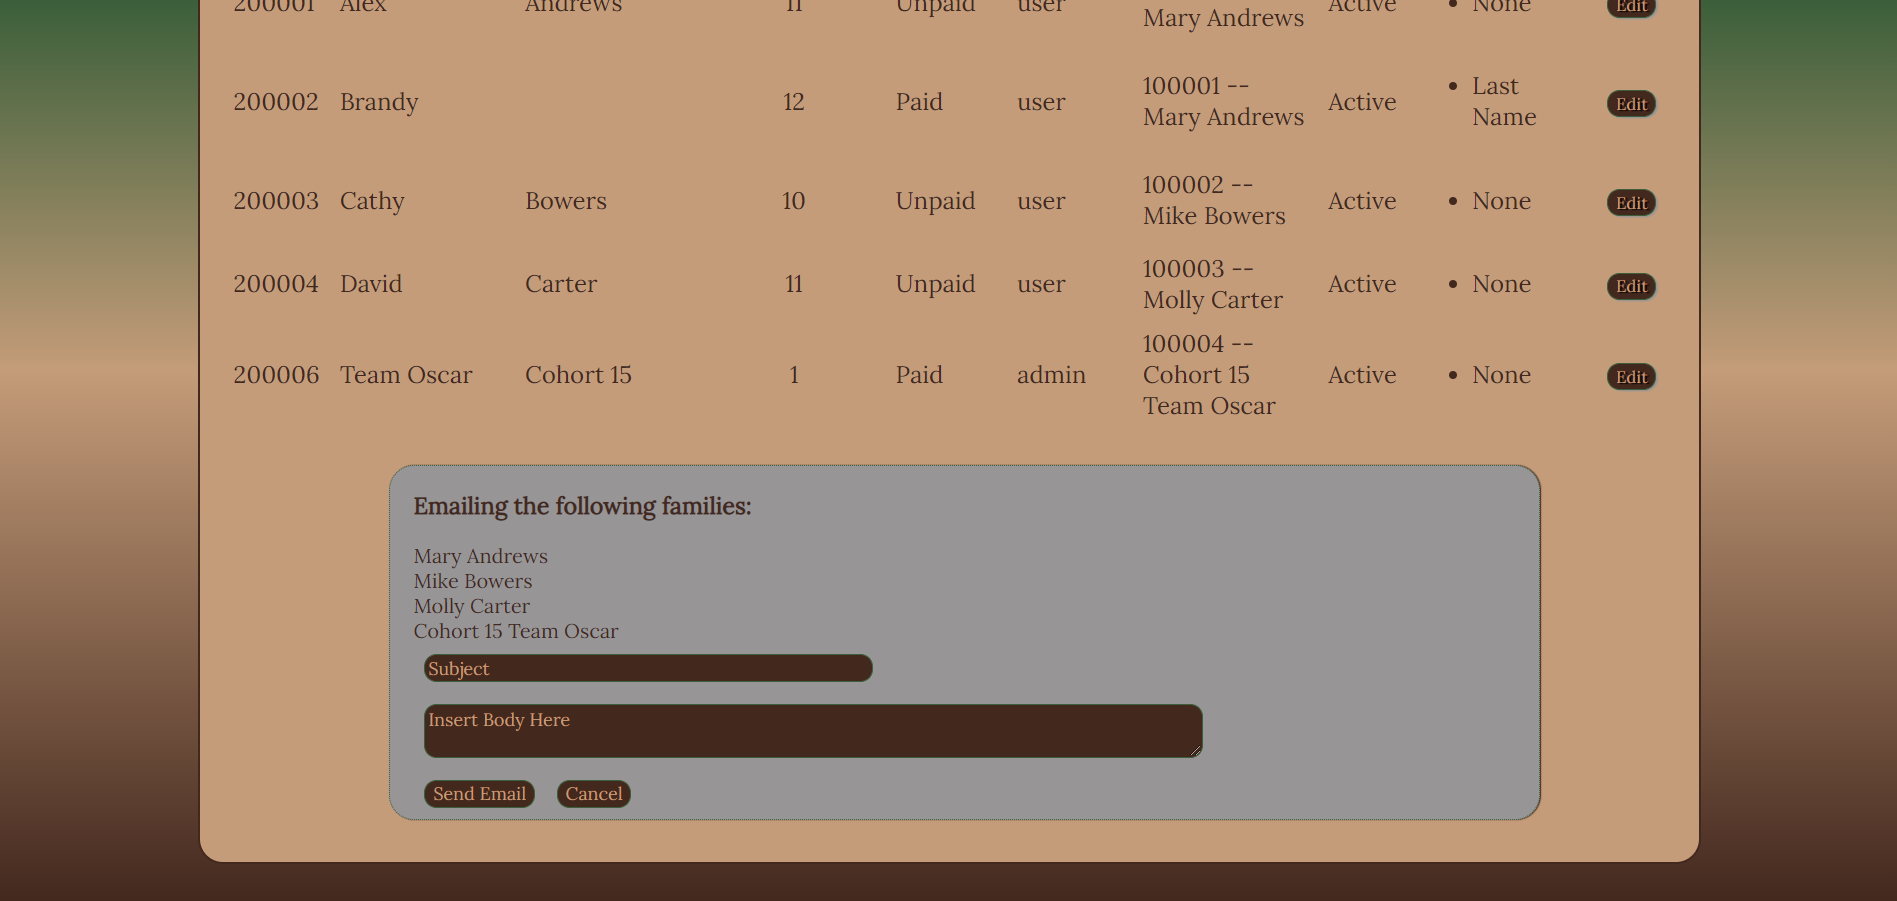 200001 Alex Andrews 11 Unpaid user Mary Andrews Active • None Edit
200002 Brandy 12 Paid user 100001 -- Mary Andrews Active • Last Name Edit
200003 Cathy Bowers 10 Unpaid user 100002 -- Mike Bowers Active • None Edit
200004 David Carter 11 Unpaid user 100003 -- Molly Carter Active • None Edit
200006 Team Oscar Cohort 15 1 Paid admin 100004 -- Cohort 15 Team Oscar Active • None Edit
Emailing the following families:
Mary Andrews
Mike Bowers
Molly Carter
Cohort 15 Team Oscar
Subject
Insert Body Here
Send Email Cancel